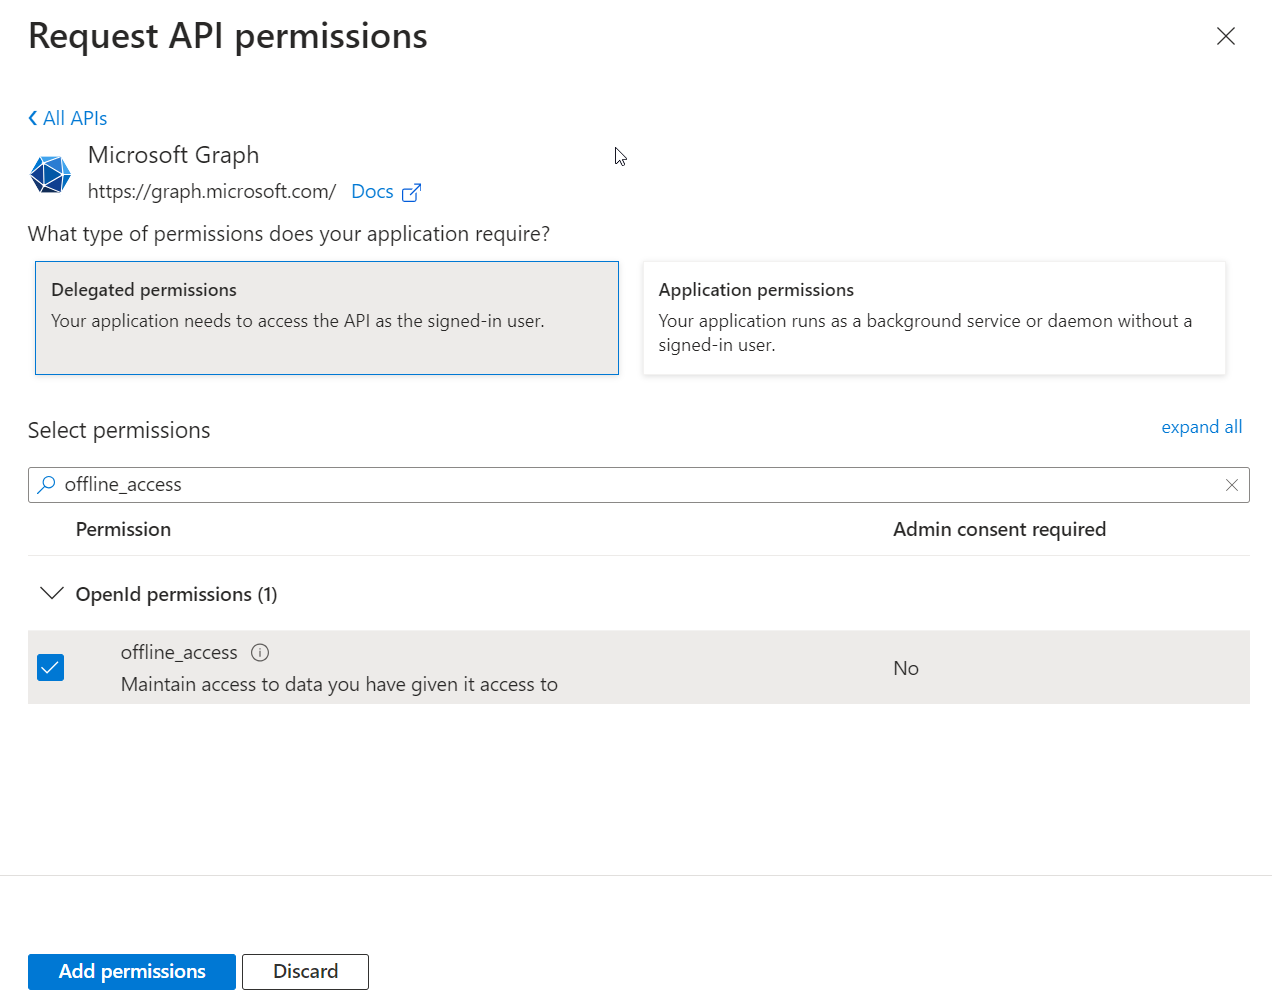 Request API permissions
All APIs
Microsoft Graph
https://graph.microsoft.com/ Docs
What type of permissions does your application require?
Delegated permissions
Your application needs to access the API as the signed-in user.
Application permissions
Your application runs as a background service or daemon without a
signed-in user.
Select permissions
expand all
offline_access
Permission
Admin consent required
OpenId permissions (1)
offline_access
Maintain access to data you have given it access to
No
Add permissions
Discard